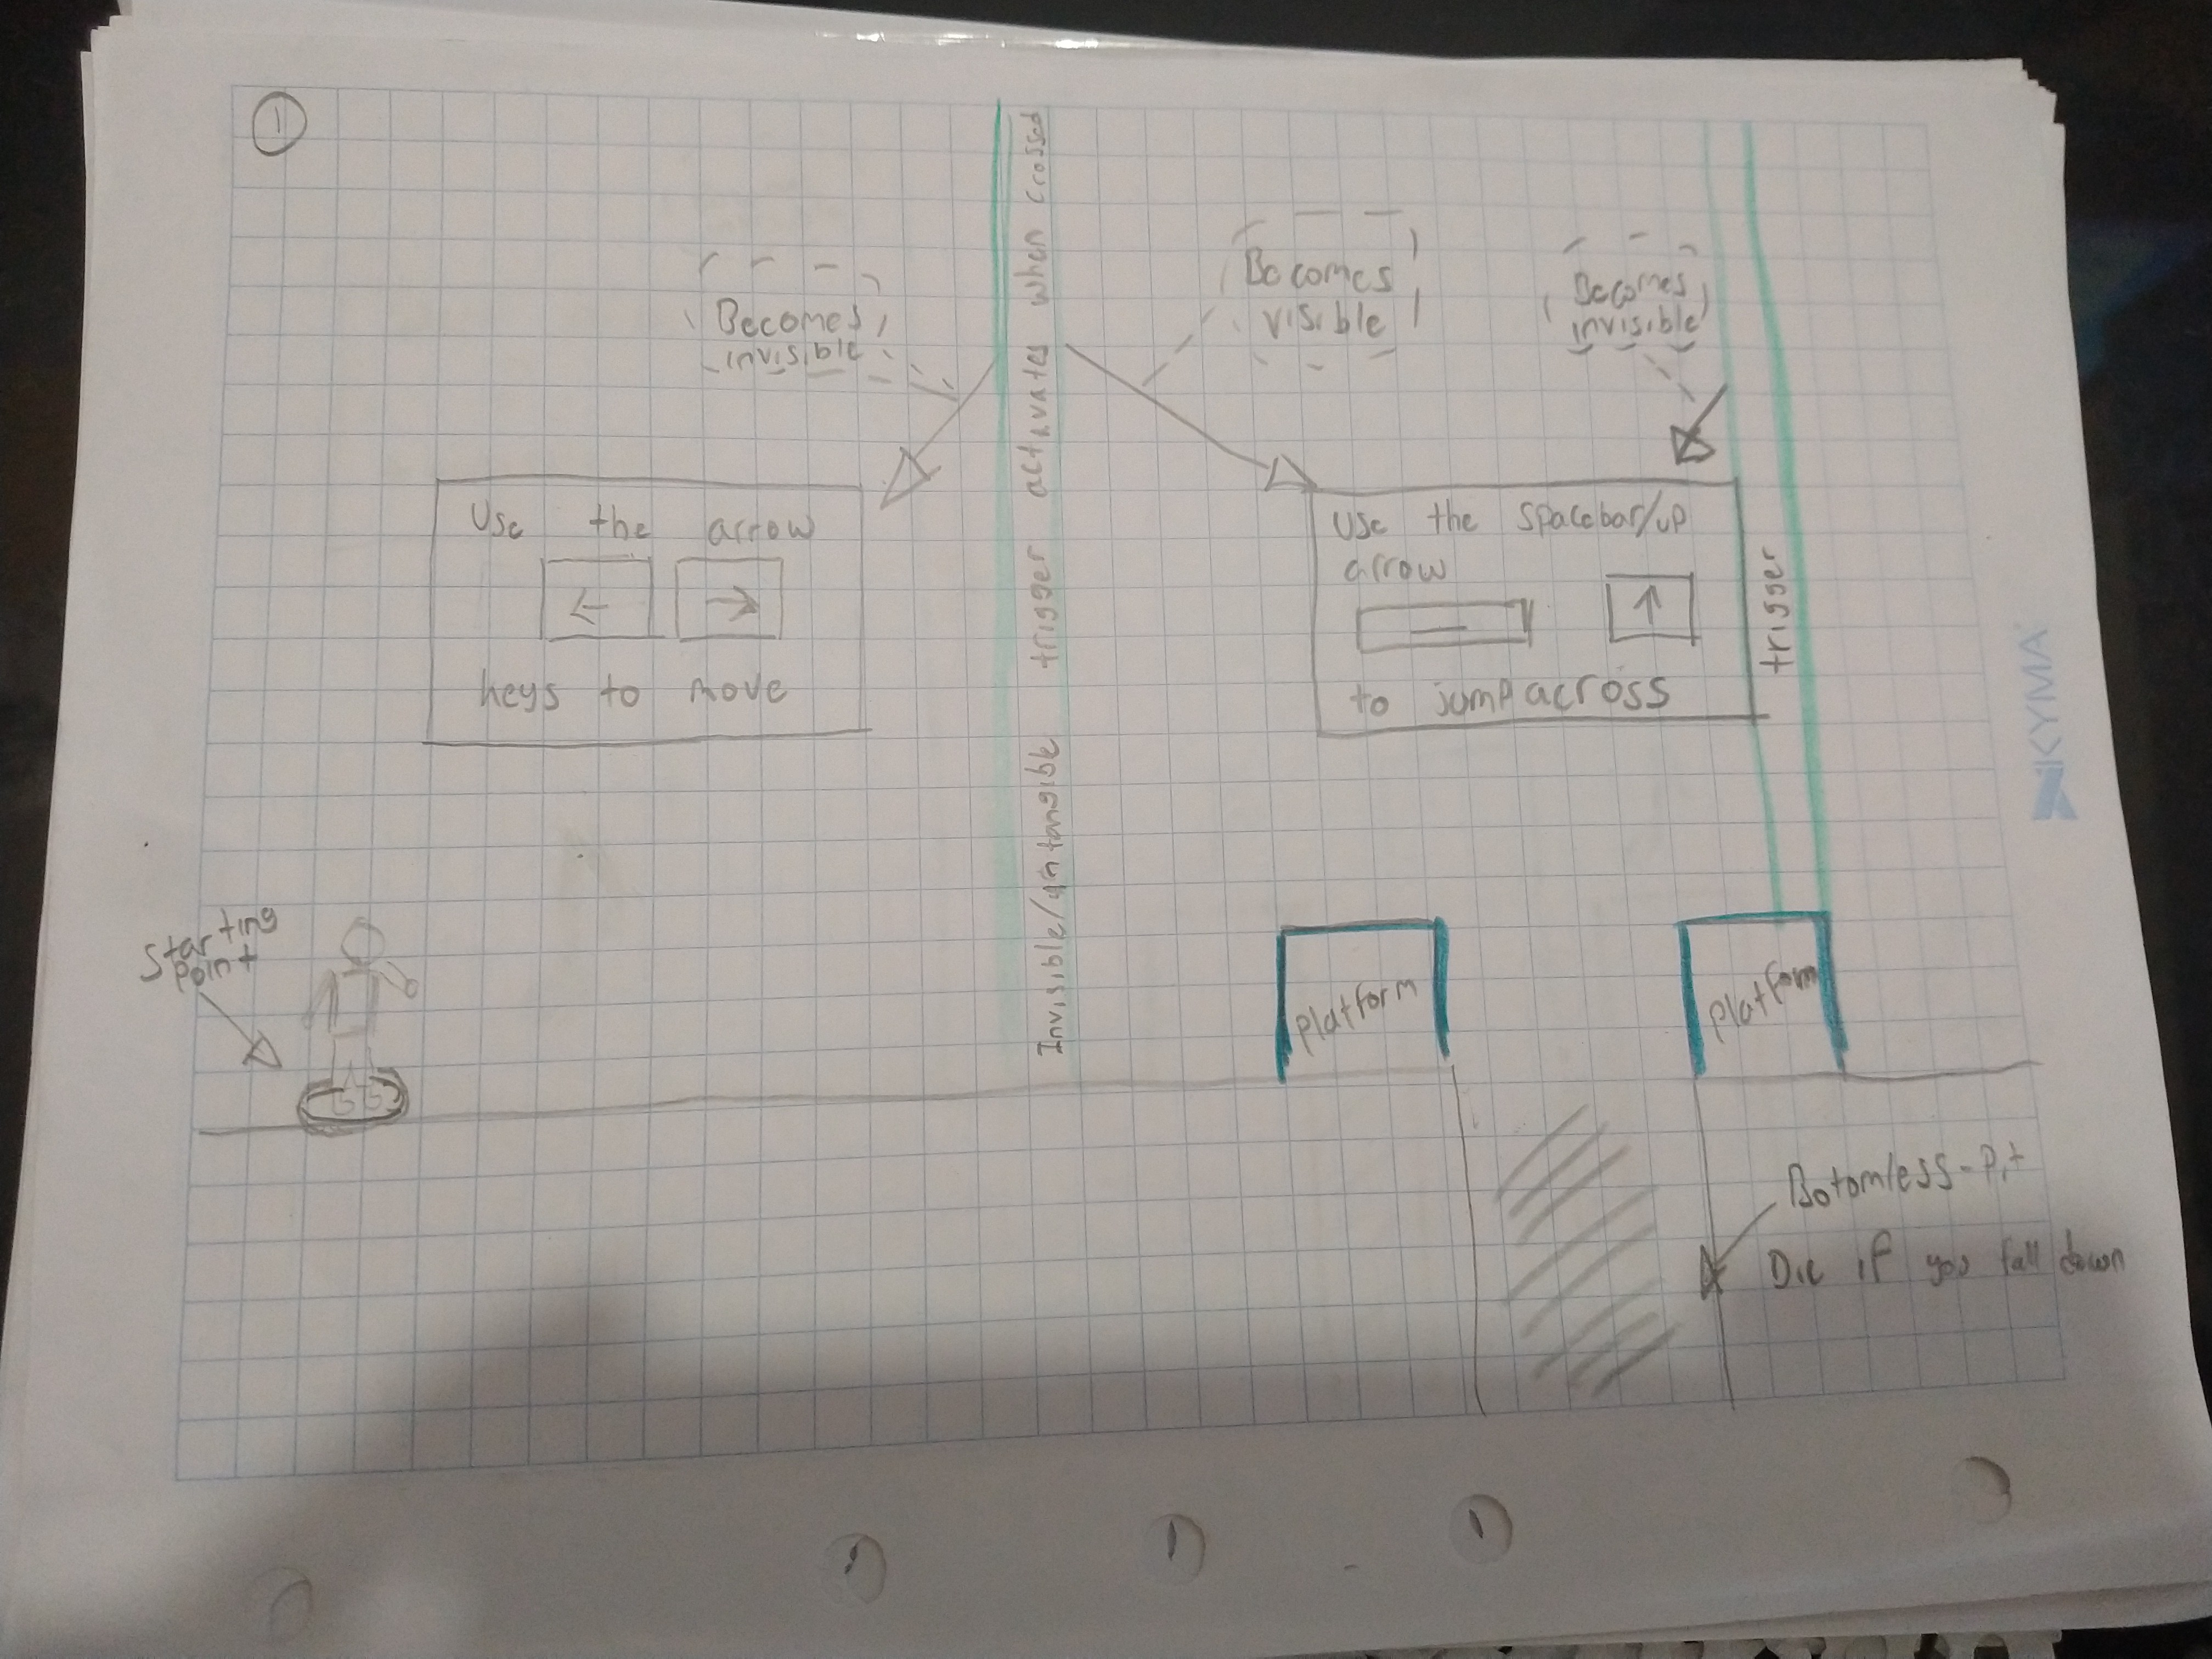 1
Becomes
invisible
Becomes
visible
Becomes
invisible
Invisible/intangible trigger activates when crossed
Use the arrow
← →
keys to move
Use the spacebar/up
arrow
↑
to jump across
trigger
KYMA
Starting
point
Platform
Platform
Botomless-Pit
Die if you fall down